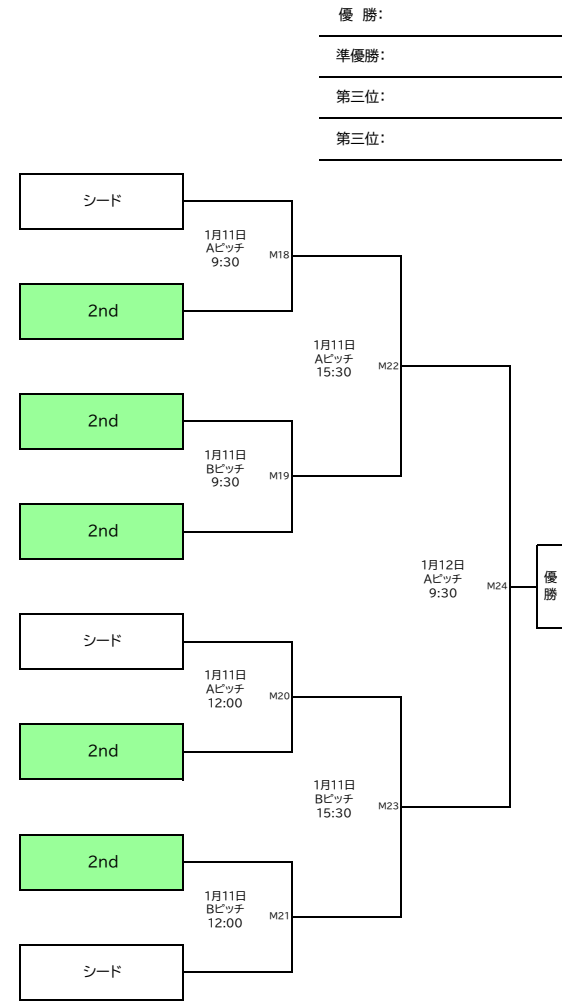 優 勝：
準優勝：
第三位：
第三位：
シード
1月11日
Aピッチ
9:30
M18
2nd
1月11日
Aピッチ
15:30
M22
2nd
1月11日
Bピッチ
9:30
M19
2nd
1月12日
Aピッチ
9:30
M24
優
勝
シード
1月11日
Aピッチ
12:00
M20
2nd
1月11日
Bピッチ
15:30
M23
2nd
1月11日
Bピッチ
12:00
M21
シード